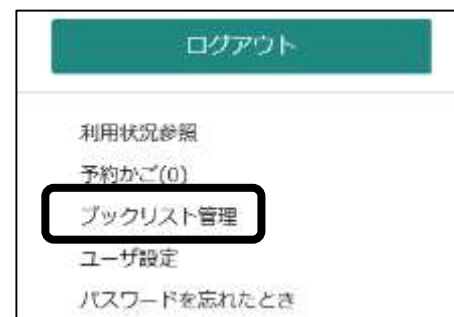 ログアウト
利用状況参照
予約かご(0)
ブックリスト管理
ユーザ設定
パスワードを忘れたとき